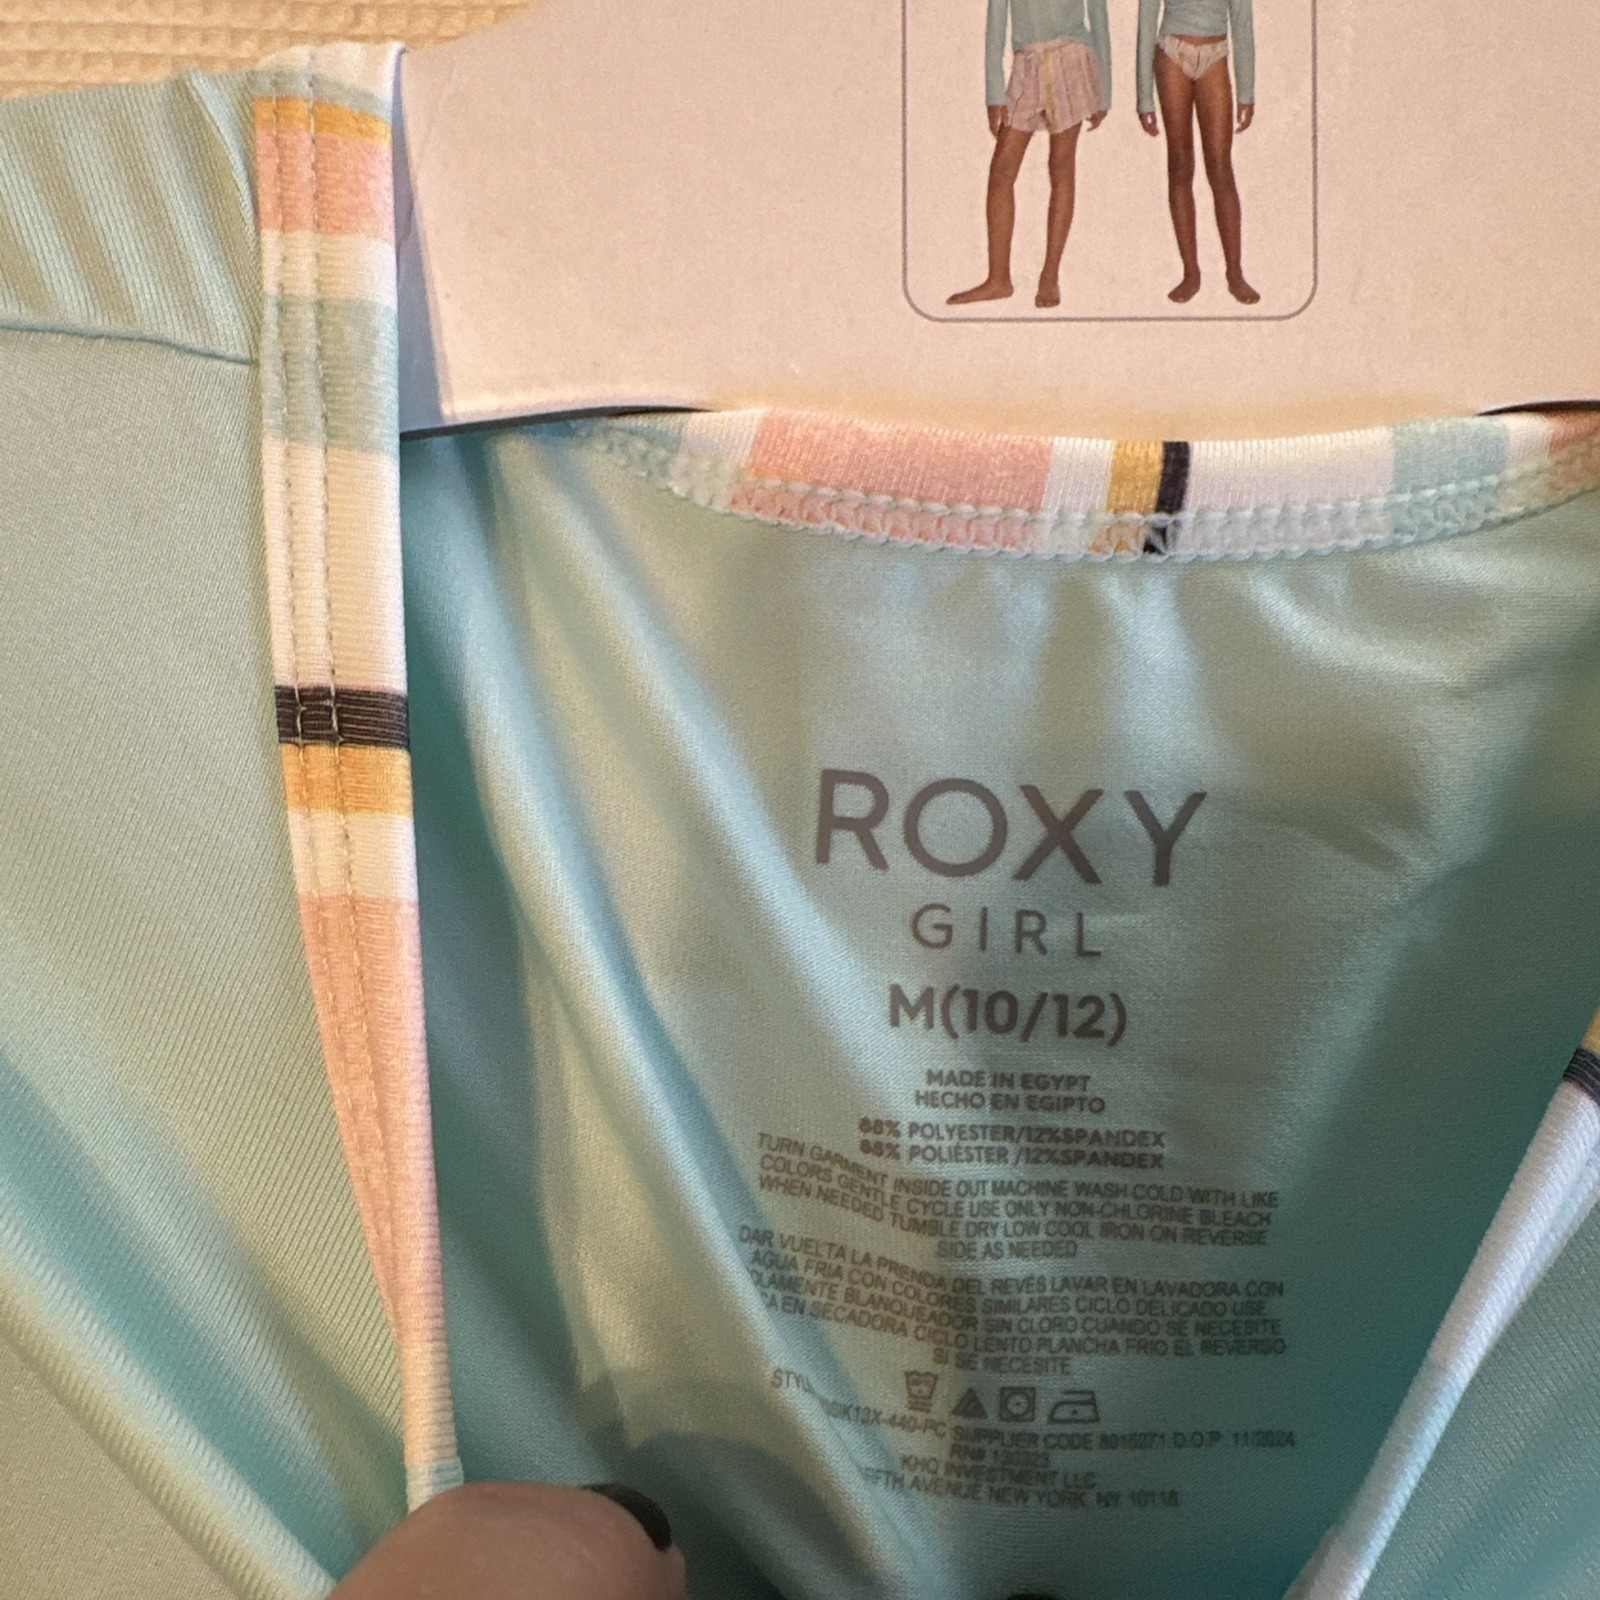 ROXY
GIRL
M(10/12)
MADE IN EGYPT
HECHO EN EGIPTO
88% POLYESTER/12%SPANDEX
88% POLIÉSTER /12%SPANDEX
TURN GARMENT INSIDE OUT MACHINE WASH COLD WITH LIKE
COLORS GENTLE CYCLE USE ONLY NON-CHLORINE BLEACH
WHEN NEEDED TUMBLE DRY LOW COOL IRON ON REVERSE
SIDE AS NEEDED
DAR VUELTA LA PRENDA DEL REVÉS LAVAR EN LAVADORA CON
AGUA FRIA CON COLORES SIMILARES CICLO DELICADO USE
BLANQUEADOR SIN CLORO CUANDO SE NECESITE
EN SECADORA CICLO LENTO PLANCHA FRIO EL REVERSO
SI SE NECESITE
SUPPLIER CODE 8915271 D.O.P. 11/2024
RN# 130323
KHQ INVESTMENT LLC
AVENUE NEW YORK, NY 10118